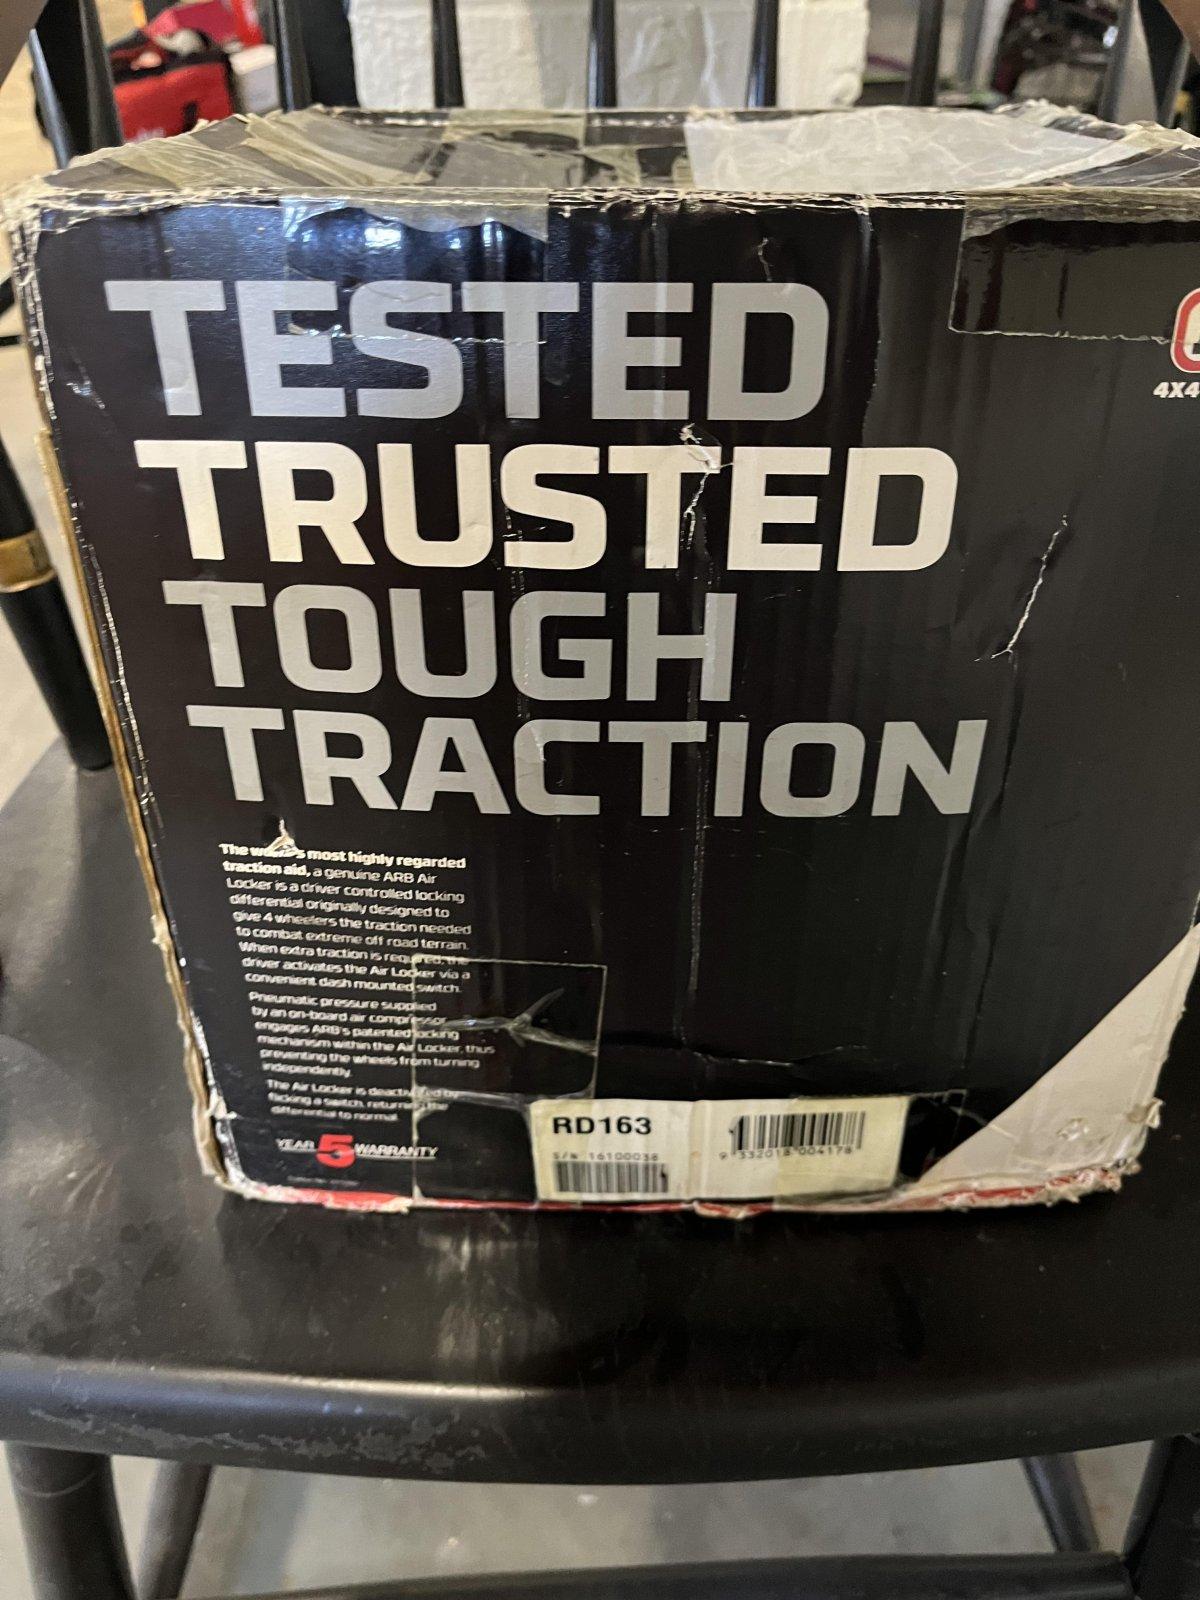 TESTED
TRUSTED
TOUGH
TRACTION
4X4
The most highly regarded
traction aid, a genuine ARB Air
Locker is a driver controlled locking
differential originally designed to
give 4 wheelers the traction needed
to combat extreme off road terrain.
When extra traction is required, the
driver activates the Air Locker via a
convenient dash mounted switch.
Pneumatic pressure supplied
by an on-board air compressor
engages ARB's patented locking
mechanism within the Air Locker, thus
preventing the wheels from turning
independently.
The Air Locker is deactivated by
flicking a switch, returning the
differential to normal.
YEAR 5 WARRANTY
RD163
S/N 16100038
9 332018 004178